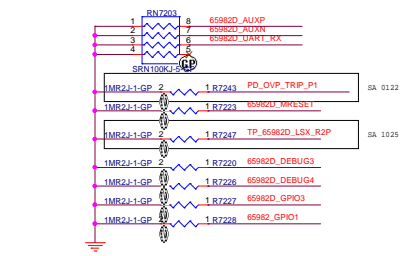 RN7203
1 8 65982D_AUXP
2 7 65982D_AUXN
3 6 65982D_UART_RX
4 5
SRN100KJ-5-GP
1MR2J-1-GP 2 1 R7243 PD_OVP_TRIP_P1 SA 0122
1MR2J-1-GP 2 1 R7223 65982D_MRESET
1MR2J-1-GP 2 1 R7247 TP_65982D_LSX_R2P SA 1025
1MR2J-1-GP 2 1 R7220 65982D_DEBUG3
1MR2J-1-GP 2 1 R7226 65982D_DEBUG4
1MR2J-1-GP 2 1 R7227 65982D_GPIO3
1MR2J-1-GP 2 1 R7228 65982_GPIO1